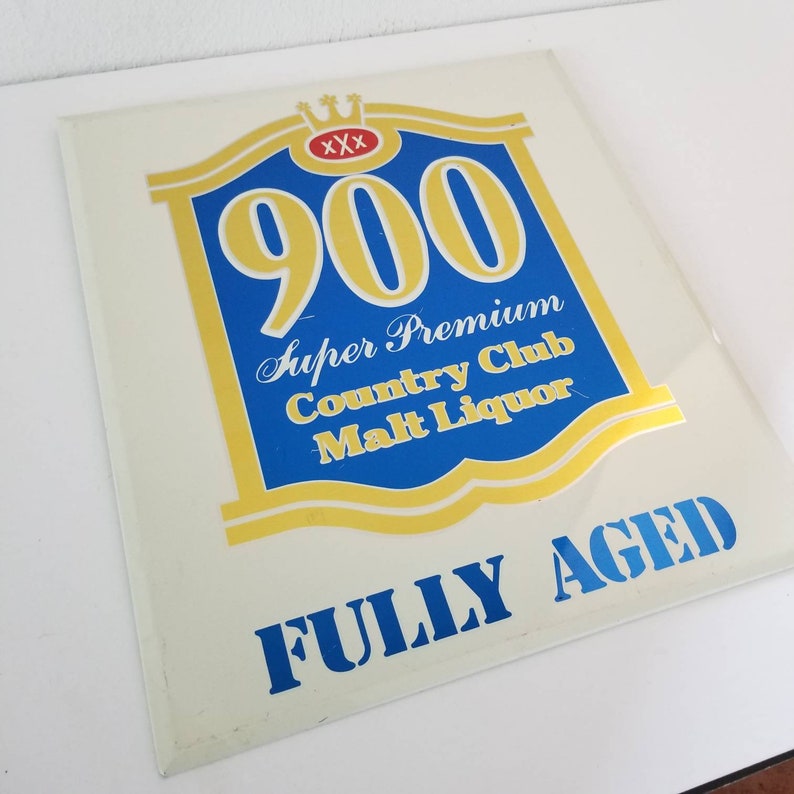 xXx
900
Super Premium
Country Club
Malt Liquor
FULLY AGED